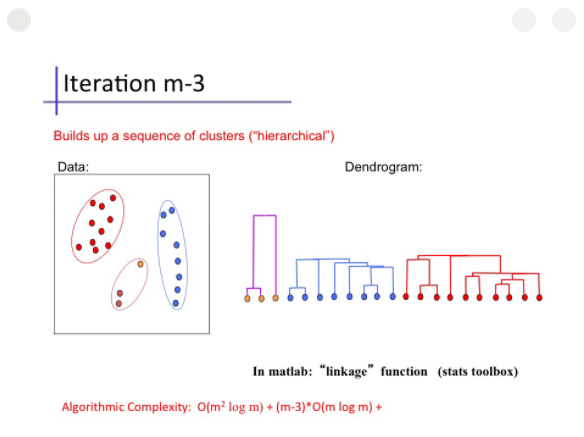 Iteration m-3
Builds up a sequence of clusters (“hierarchical”)
Data:
Dendrogram:
In matlab: “linkage” function (stats toolbox)
Algorithmic Complexity: O(m² log m) + (m-3)*O(m log m) +